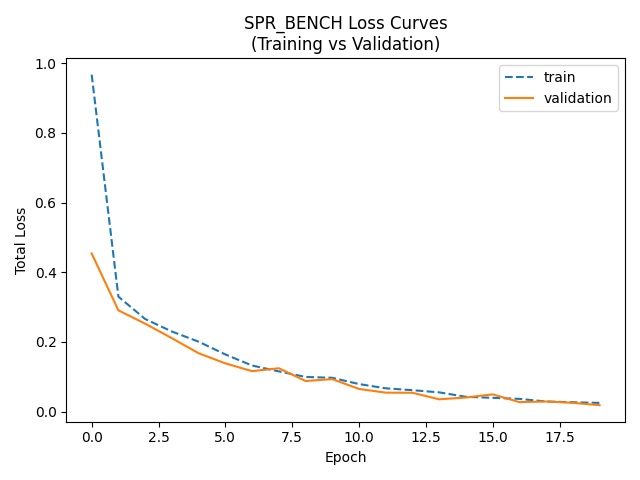 SPR_BENCH Loss Curves
(Training vs Validation)
train
validation
Total Loss
1.0
0.8
0.6
0.4
0.2
0.0
0.0 2.5 5.0 7.5 10.0 12.5 15.0 17.5
Epoch